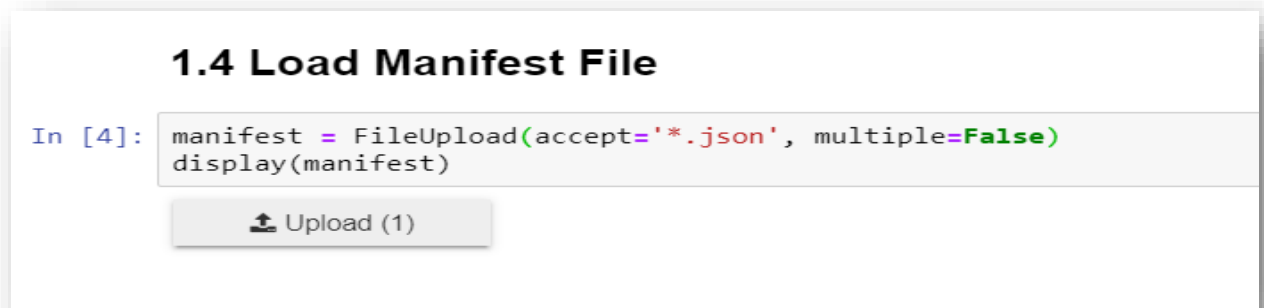 1.4 Load Manifest File
In [4]: manifest = FileUpload(accept='*.json', multiple=False)
display(manifest)
Upload (1)